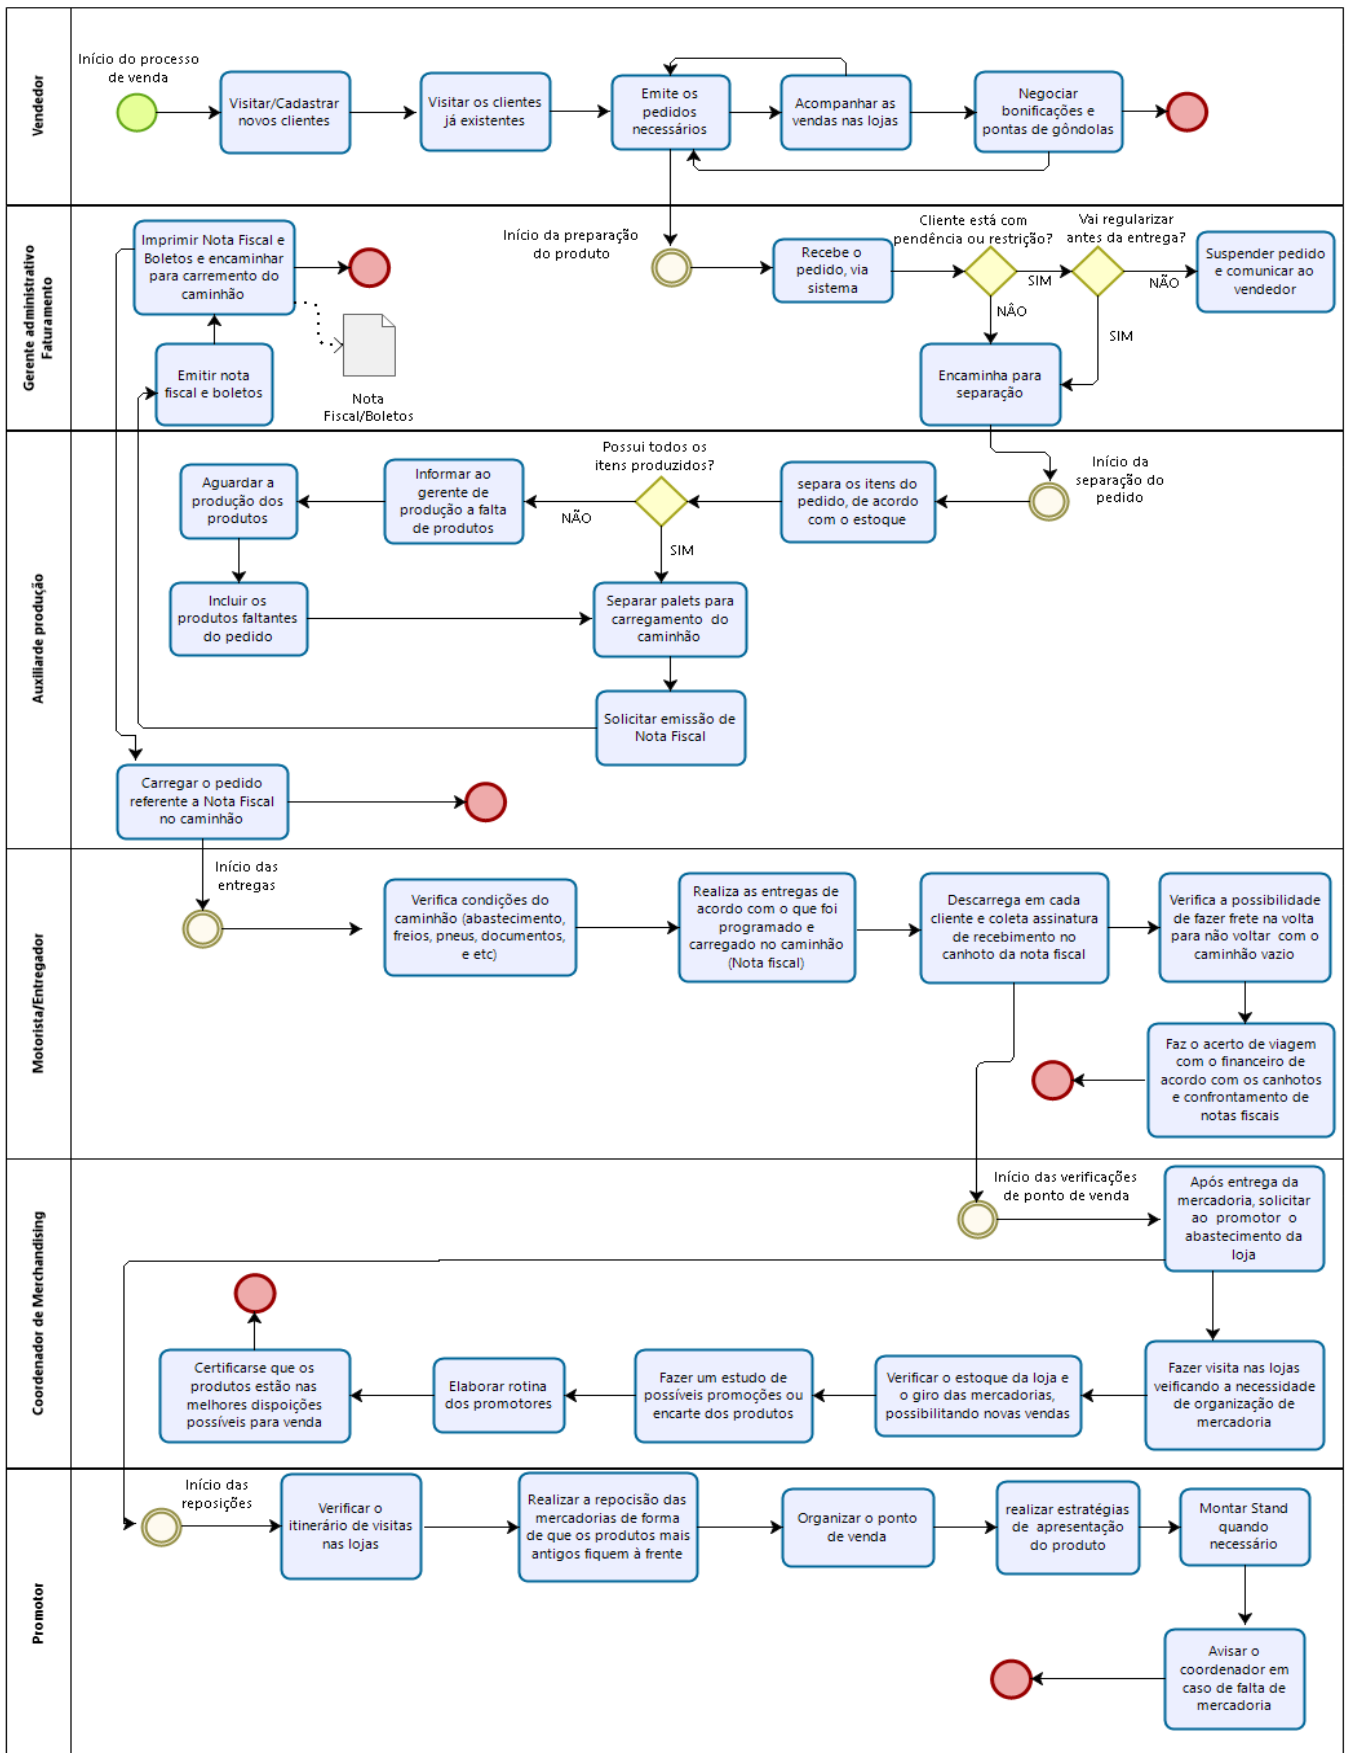 Vendedor
Início do processo
de venda
Visitar/Cadastrar
novos clientes
Visitar os clientes
já existentes
Emite os
pedidos
necessários
Acompanhar as
vendas nas lojas
Negociar
bonificações e
pontas de gôndolas
Gerente administrativo
Faturamento
Imprimir Nota Fiscal e
Boletos e encaminhar
para carremento do
caminhão
Emitir nota
fiscal e boletos
Nota
Fiscal/Boletos
Início da preparação
do produto
Recebe o
pedido, via
sistema
Cliente está com
pendência ou restrição?
SIM
NÂO
Vai regularizar
antes da entrega?
NÃO
SIM
Suspender pedido
e comunicar ao
vendedor
Encaminha para
separação
Auxiliarde produção
Início da
separação do
pedido
separa os itens do
pedido, de acordo
com o estoque
Possui todos os
itens produzidos?
NÃO
SIM
Informar ao
gerente de
produção a falta
de produtos
Aguardar a
produção dos
produtos
Incluir os
produtos faltantes
do pedido
Separar palets para
carregamento do
caminhão
Solicitar emissão de
Nota Fiscal
Carregar o pedido
referente a Nota Fiscal
no caminhão
Motorista/Entregador
Início das
entregas
Verifica condições do
caminhão (abastecimento,
freios, pneus, documentos,
e etc)
Realiza as entregas de
acordo com o que foi
programado e
carregado no caminhão
(Nota fiscal)
Descarrega em cada
cliente e coleta assinatura
de recebimento no
canhoto da nota fiscal
Verifica a possibilidade
de fazer frete na volta
para não voltar com o
caminhão vazio
Faz o acerto de viagem
com o financeiro de
acordo com os canhotos
e confrontamento de
notas fiscais
Coordenador de Merchandising
Início das verificações
de ponto de venda
Após entrega da
mercadoria, solicitar
ao promotor o
abastecimento da
loja
Fazer visita nas lojas
veificando a necessidade
de organização de
mercadoria
Verificar o estoque da loja e
o giro das mercadorias,
possibilitando novas vendas
Fazer um estudo de
possíveis promoções ou
encarte dos produtos
Elaborar rotina
dos promotores
Certificarse que os
produtos estão nas
melhores dispoições
possíveis para venda
Promotor
Início das
reposições
Verificar o
itinerário de visitas
nas lojas
Realizar a repocisão das
mercadorias de forma
de que os produtos mais
antigos fiquem à frente
Organizar o ponto
de venda
realizar estratégias
de apresentação
do produto
Montar Stand
quando
necessário
Avisar o
coordenador em
caso de falta de
mercadoria